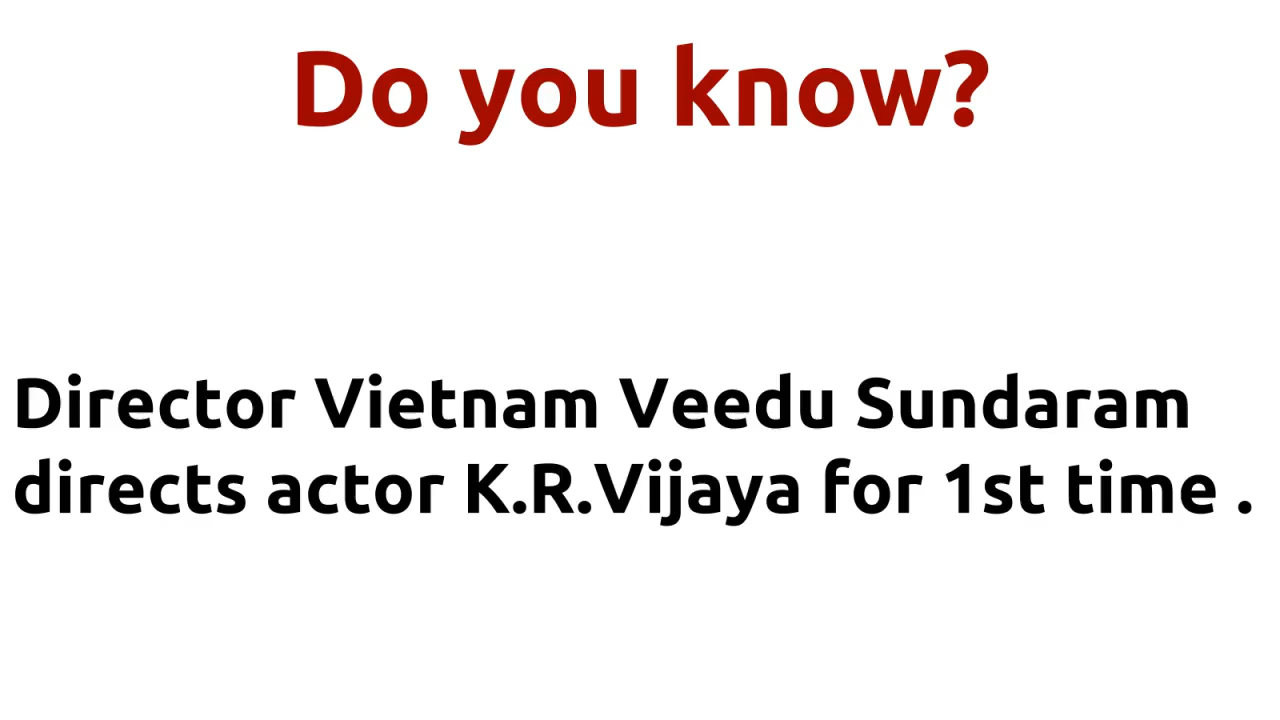 Do you know?
Director Vietnam Veedu Sundaram
directs actor K.R.Vijaya for 1st time .